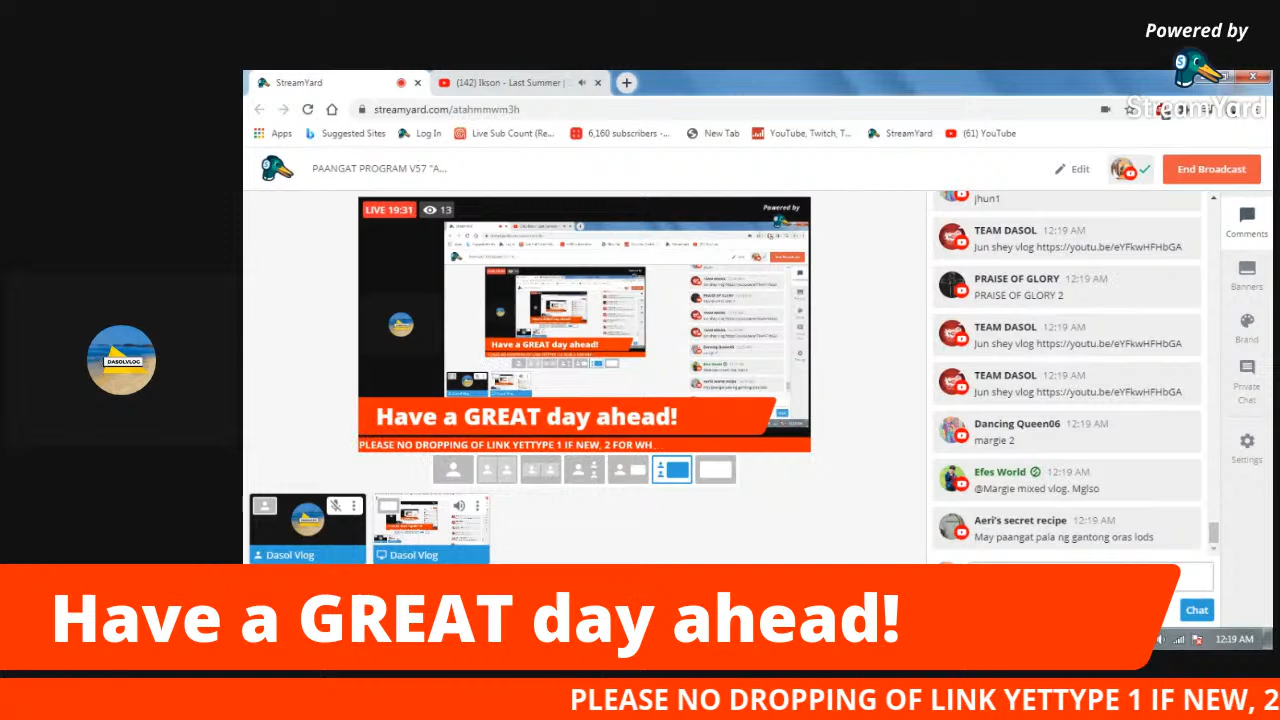 Powered by
StreamYard
StreamYard
(142) Ikson - Last Summer |
streamyard.com/atahmmwm3h
Apps
Suggested Sites
Log In
Live Sub Count (Re...
6,160 subscribers -...
New Tab
YouTube, Twitch, T...
StreamYard
(61) YouTube
PAANGAT PROGRAM V57 "A...
Edit
End Broadcast
LIVE 19:31
13
Powered by
Have a GREAT day ahead!
Have a GREAT day ahead!
PLEASE NO DROPPING OF LINK YETTYPE 1 IF NEW, 2 FOR WH
DASOLVLOG
Dasol Vlog
Dasol Vlog
jhun1
TEAM DASOL 12:19 AM
Jun shey vlog https://youtu.be/eYFkwHFHbGA
PRAISE OF GLORY 12:19 AM
PRAISE OF GLORY 2
TEAM DASOL 12:19 AM
Jun shey vlog https://youtu.be/eYFkwHFHbGA
TEAM DASOL 12:19 AM
Jun shey vlog https://youtu.be/eYFkwHFHbGA
Dancing Queen06 12:19 AM
margie 2
Efes World 12:19 AM
@Margie mixed vlog. Mglso
Aeri's secret recipe 12:19 AM
May paangat pala ng gantong oras lods
Comments
Banners
Brand
Private
Chat
Settings
Chat
12:19 AM
Have a GREAT day ahead!
PLEASE NO DROPPING OF LINK YETTYPE 1 IF NEW, 2